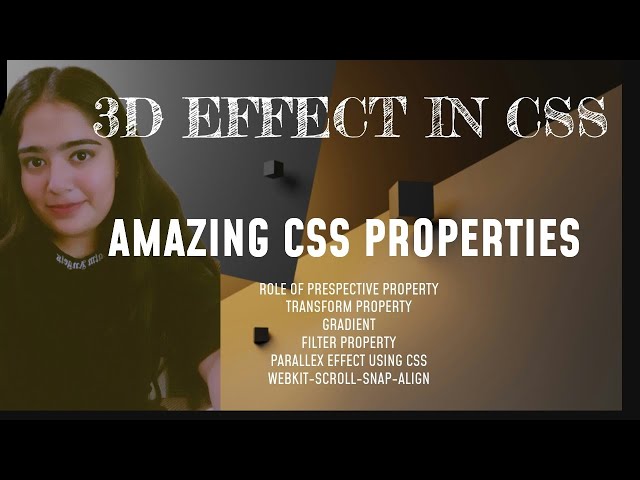 3D EFFECT IN CSS
AMAZING CSS PROPERTIES
ROLE OF PRESPECTIVE PROPERTY
TRANSFORM PROPERTY
GRADIENT
FILTER PROPERTY
PARALLEX EFFECT USING CSS
WEBKIT-SCROLL-SNAP-ALIGN